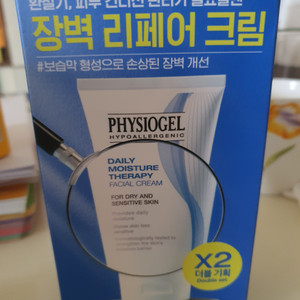 환절기, 피부 컨디션 관리가 필요할땐
장벽 리페어 크림
#보습막 형성으로 손상된 장벽 개선
PHYSIOGEL
HYPOALLERGENIC
DAILY
MOISTURE
THERAPY
FACIAL CREAM
FOR DRY AND
SENSITIVE SKIN
X2
더블 기획
Double set